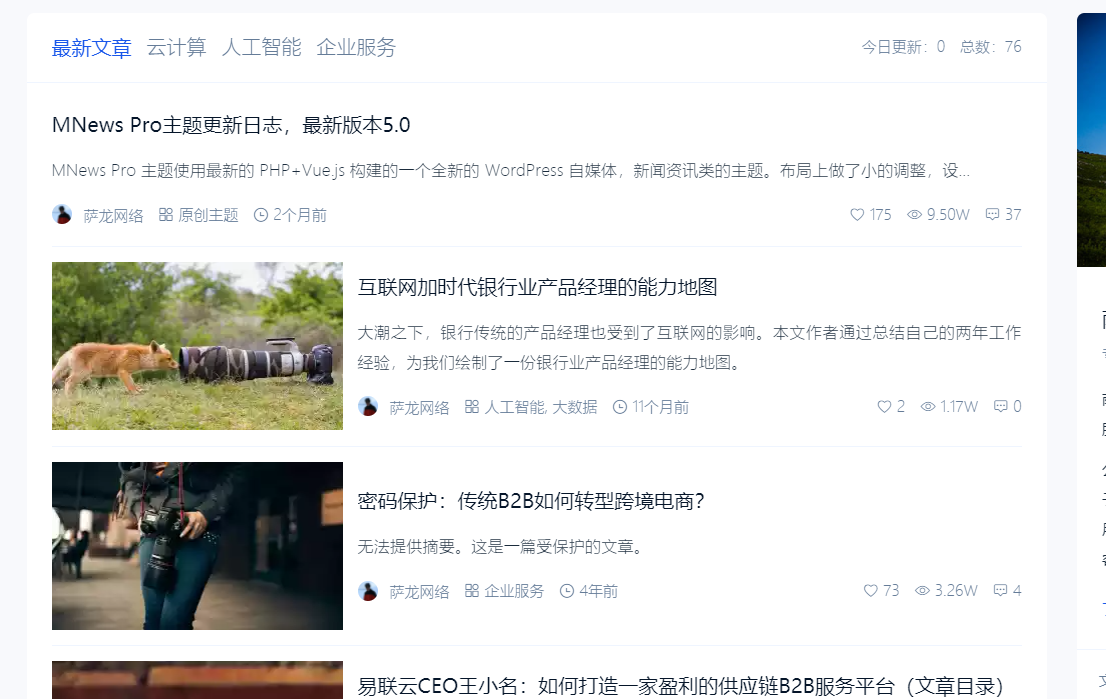 最新文章 云计算 人工智能 企业服务 今日更新：0 总数：76
MNews Pro主题更新日志，最新版本5.0
MNews Pro 主题使用最新的 PHP+Vue.js 构建的一个全新的 WordPress 自媒体，新闻资讯类的主题。布局上做了小的调整，设...
萨龙网络 原创主题 2个月前 175 9.50W 37
互联网加时代银行业产品经理的能力地图
大潮之下，银行传统的产品经理也受到了互联网的影响。本文作者通过总结自己的两年工作
经验，为我们绘制了一份银行业产品经理的能力地图。
萨龙网络 人工智能, 大数据 11个月前 2 1.17W 0
密码保护：传统B2B如何转型跨境电商？
无法提供摘要。这是一篇受保护的文章。
萨龙网络 企业服务 4年前 73 3.26W 4
易联云CEO王小名：如何打造一家盈利的供应链B2B服务平台（文章目录）